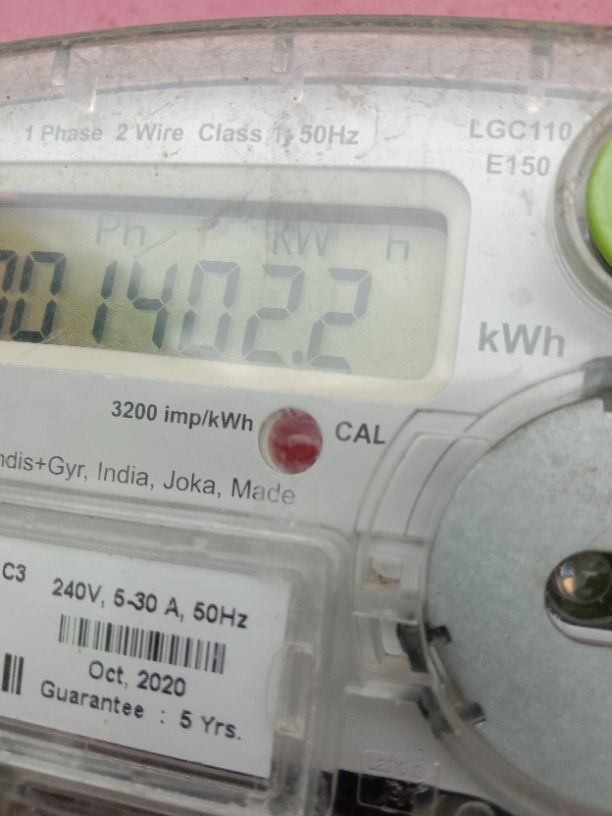 1 Phase 2 Wire Class 1, 50Hz
LGC110
E150
Ph kW h
001402.2
kWh
3200 imp/kWh
CAL
ndis+Gyr, India, Joka, Made
C3
240V, 5-30 A, 50Hz
Oct, 2020
Guarantee : 5 Yrs.